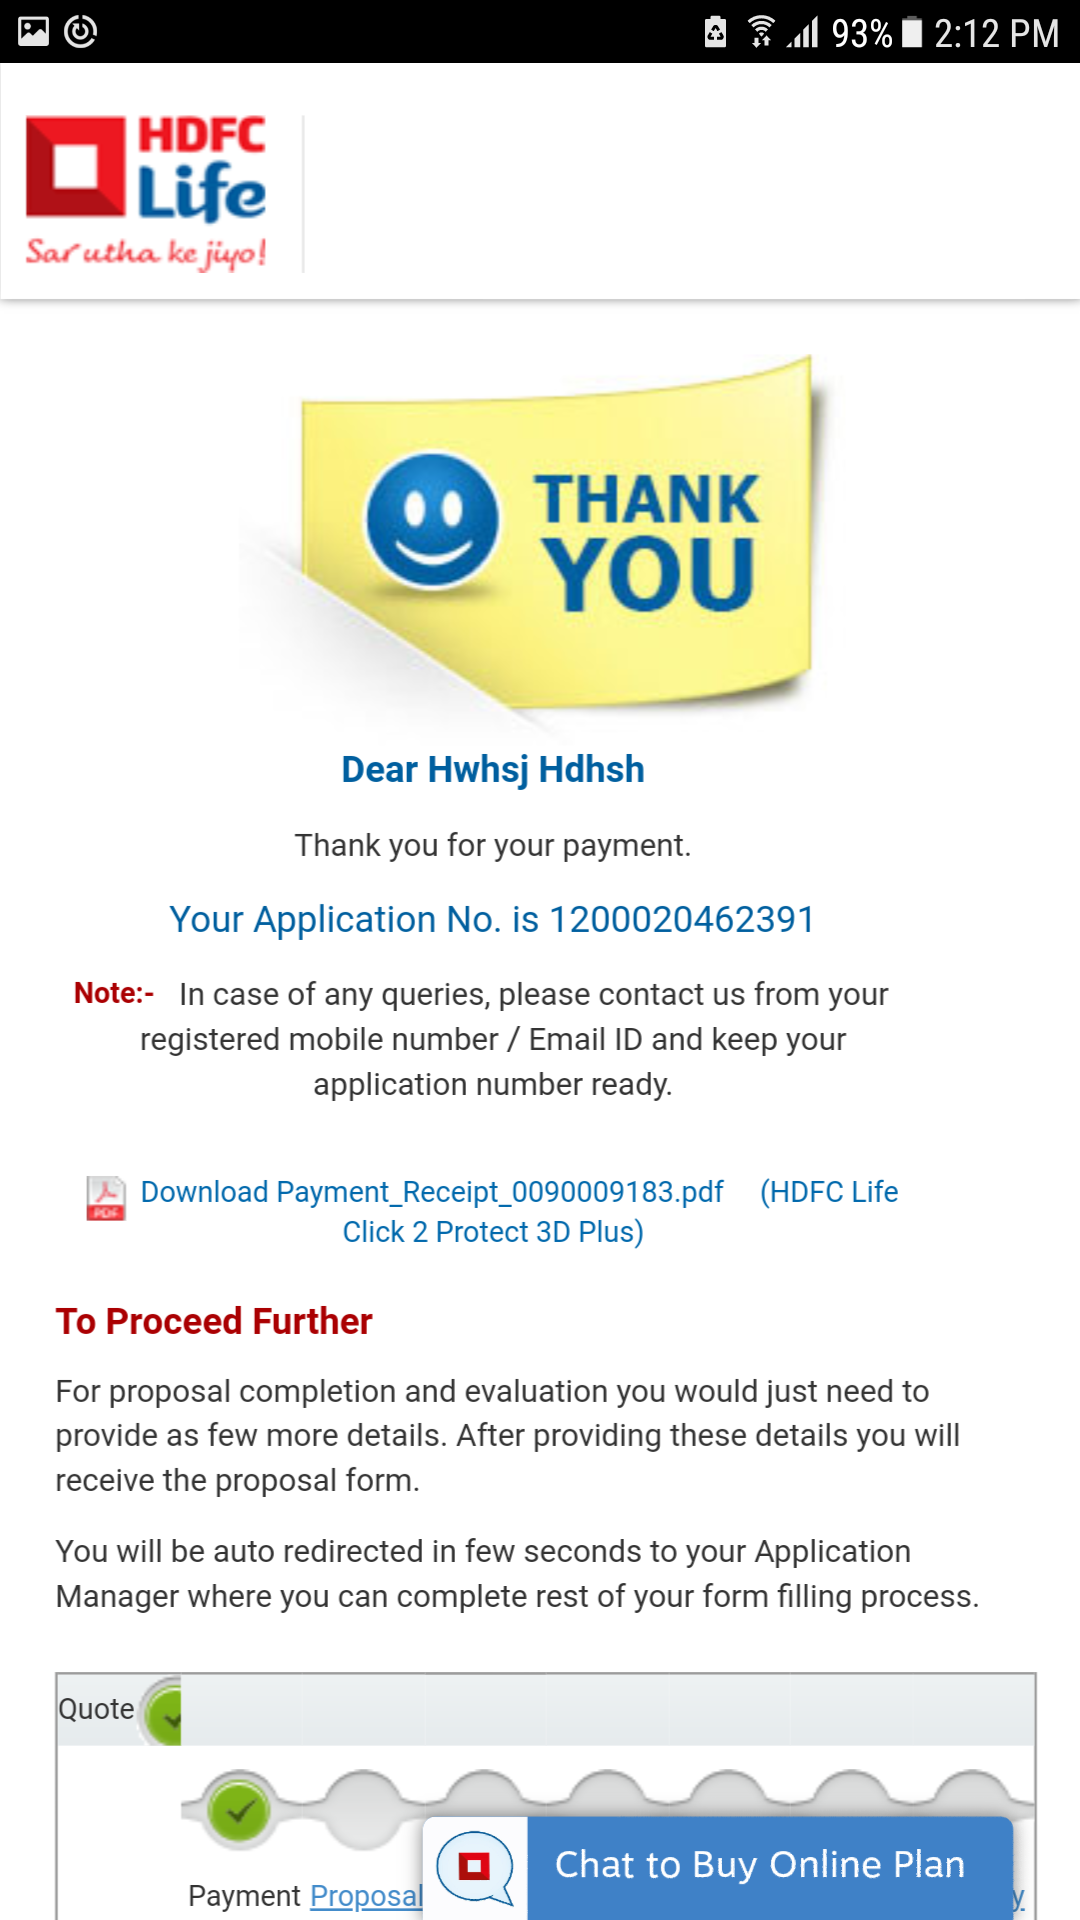 93% 2:12 PM
HDFC
Life
Sar utha ke jiyo!
THANK
YOU
Dear Hwhsj Hdhsh
Thank you for your payment.
Your Application No. is 1200020462391
Note:- In case of any queries, please contact us from your
registered mobile number / Email ID and keep your
application number ready.
PDF
Download Payment_Receipt_0090009183.pdf (HDFC Life
Click 2 Protect 3D Plus)
To Proceed Further
For proposal completion and evaluation you would just need to
provide as few more details. After providing these details you will
receive the proposal form.
You will be auto redirected in few seconds to your Application
Manager where you can complete rest of your form filling process.
Quote
Chat to Buy Online Plan
Payment Proposal